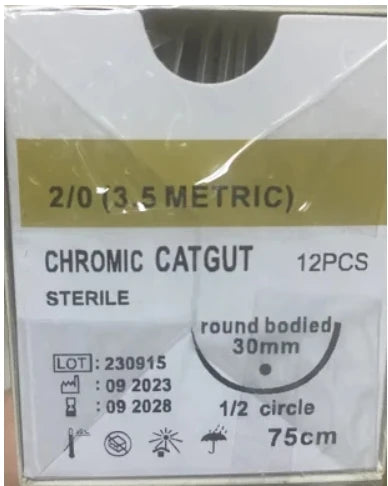 2/0 (3.5 METRIC)
CHROMIC CATGUT 12PCS
STERILE
round bodied
30mm
LOT : 230915
: 09 2023
: 09 2028
1/2 circle
75cm